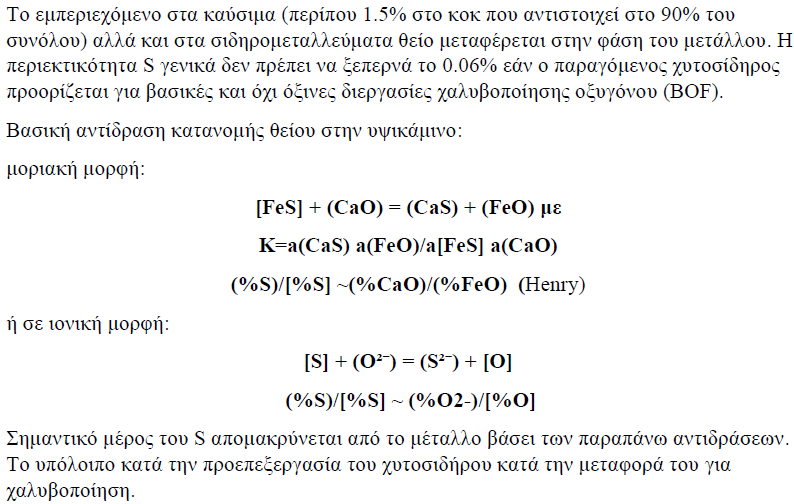 Το εμπεριεχόμενο στα καύσιμα (περίπου 1.5% στο κοκ που αντιστοιχεί στο 90% του
συνόλου) αλλά και στα σιδηρομεταλλεύματα θείο μεταφέρεται στην φάση του μετάλλου. Η
περιεκτικότητα S γενικά δεν πρέπει να ξεπερνά το 0.06% εάν ο παραγόμενος χυτοσίδηρος
προορίζεται για βασικές και όχι όξινες διεργασίες χαλυβοποίησης οξυγόνου (BOF).
Βασική αντίδραση κατανομής θείου στην υψικάμινο:
μοριακή μορφή:
[FeS] + (CaO) = (CaS) + (FeO) με
K=a(CaS) a(FeO)/a[FeS] a(CaO)
(%S)/[%S] ~(%CaO)/(%FeO) (Henry)
ή σε ιονική μορφή:
[S] + (O²⁻) = (S²⁻) + [O]
(%S)/[%S] ~ (%O2-)/[%O]
Σημαντικό μέρος του S απομακρύνεται από το μέταλλο βάσει των παραπάνω αντιδράσεων.
Το υπόλοιπο κατά την προεπεξεργασία του χυτοσιδήρου κατά την μεταφορά του για
χαλυβοποίηση.